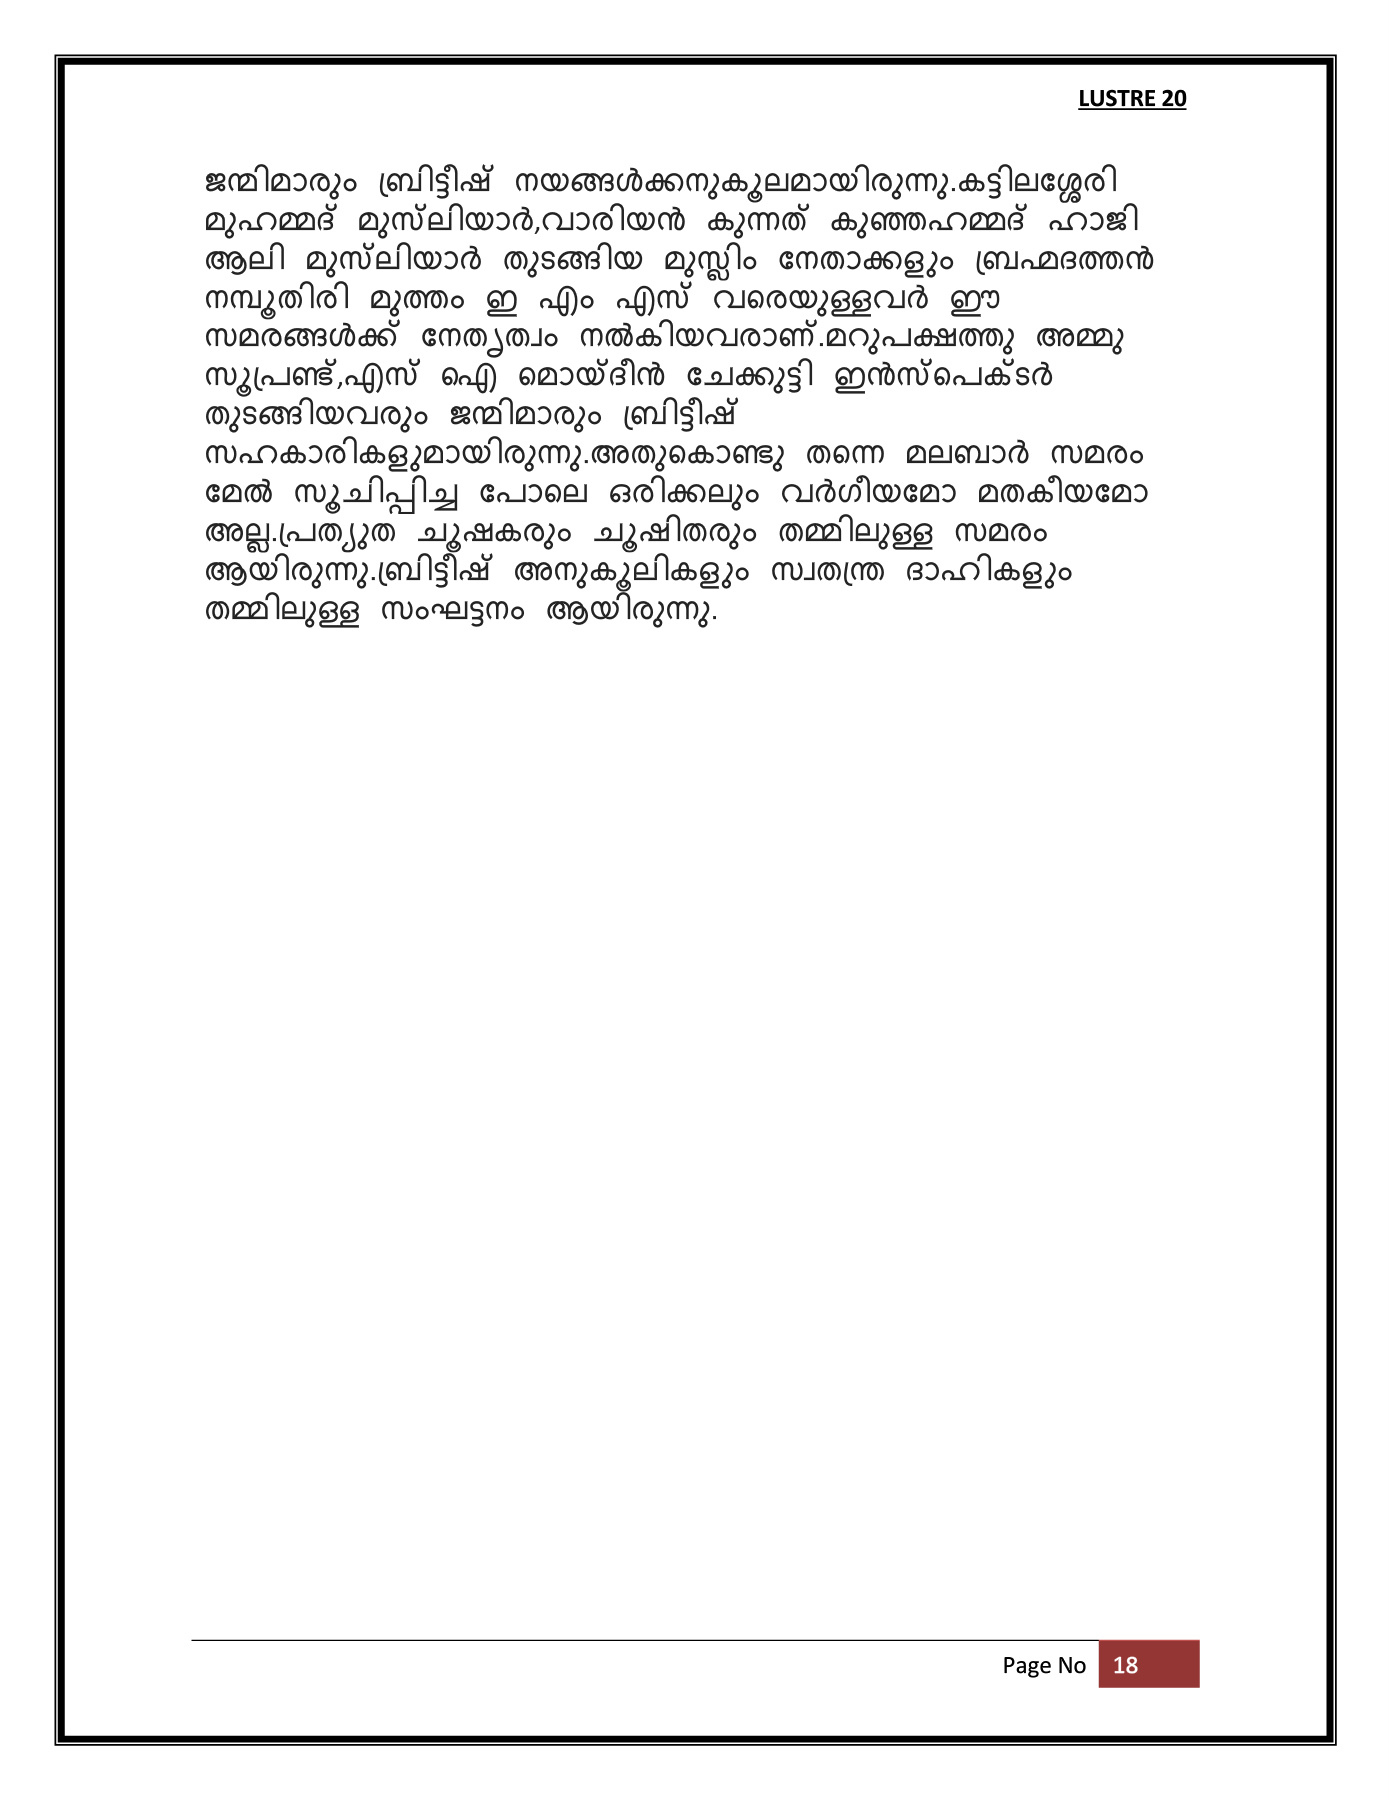 LUSTRE 20
ജന്മിമാരും ബ്രിട്ടീഷ് നയങ്ങൾക്കനുകൂലമായിരുന്നു.കട്ടിലശ്ശേരി
മുഹമ്മദ് മുസ്‌ലിയാർ,വാരിയൻ കുന്നത് കുഞ്ഞഹമ്മദ് ഹാജി
ആലി മുസ്‌ലിയാർ തുടങ്ങിയ മുസ്ലിം നേതാക്കളും ബ്രഹ്മദത്തൻ
നമ്പൂതിരി മുത്തം ഇ എം എസ് വരെയുള്ളവർ ഈ
സമരങ്ങൾക്ക് നേതൃത്വം നൽകിയവരാണ്.മറുപക്ഷത്തു അമ്മു
സൂപ്രണ്ട്,എസ് ഐ മൊയ്‌ദീൻ ചേക്കുട്ടി ഇൻസ്‌പെക്ടർ
തുടങ്ങിയവരും ജന്മിമാരും ബ്രിട്ടീഷ്
സഹകാരികളുമായിരുന്നു.അതുകൊണ്ടു തന്നെ മലബാർ സമരം
മേൽ സൂചിപ്പിച്ച പോലെ ഒരിക്കലും വർഗീയമോ മതകീയമോ
അല്ല.പ്രത്യുത ചൂഷകരും ചൂഷിതരും തമ്മിലുള്ള സമരം
ആയിരുന്നു.ബ്രിട്ടീഷ് അനുകൂലികളും സ്വതന്ത്ര ദാഹികളും
തമ്മിലുള്ള സംഘട്ടനം ആയിരുന്നു.
Page No 18